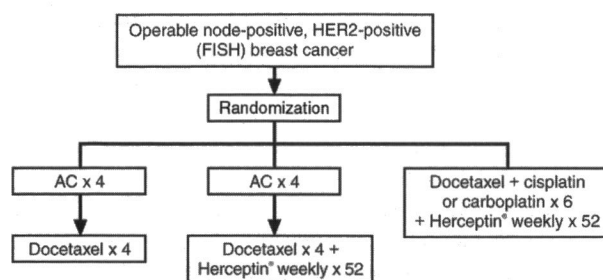 Operable node-positive, HER2-positive
(FISH) breast cancer
Randomization
AC x 4
AC x 4
Docetaxel + cisplatin
or carboplatin x 6
+ Herceptin® weekly x 52
Docetaxel x 4
Docetaxel x 4 +
Herceptin® weekly x 52